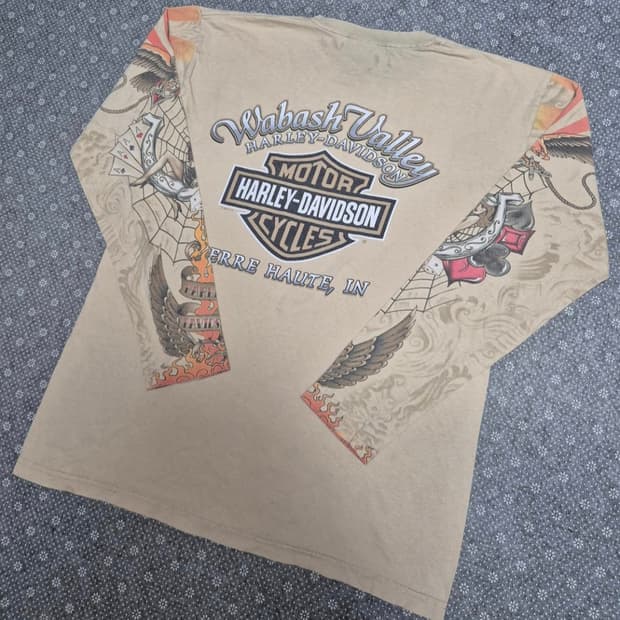 Wabash Valley
HARLEY-DAVIDSON
MOTOR
HARLEY-DAVIDSON
CYCLES
ERRE HAUTE, IN